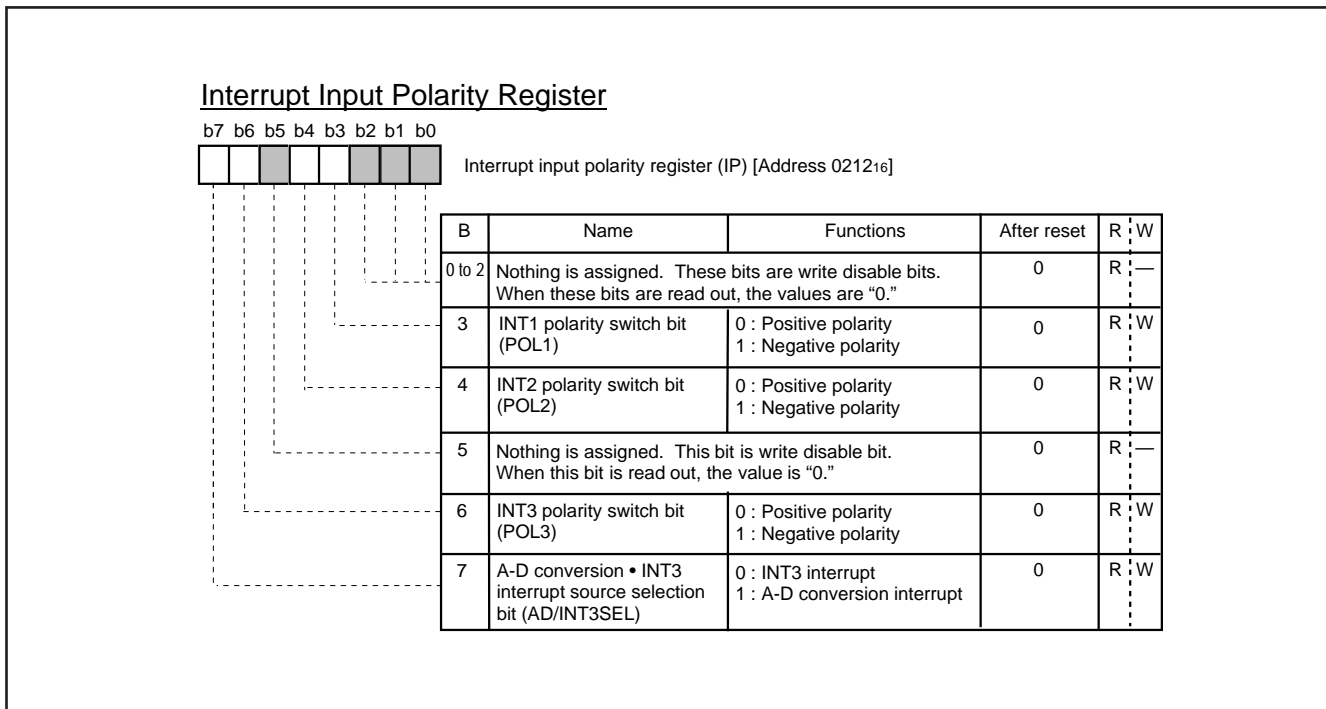 Interrupt Input Polarity Register
b7 b6 b5 b4 b3 b2 b1 b0
Interrupt input polarity register (IP) [Address 021216]
B Name Functions After reset R W
0 to 2 Nothing is assigned. These bits are write disable bits. 0 R —
When these bits are read out, the values are “0.”
3 INT1 polarity switch bit 0 : Positive polarity 0 R W
(POL1) 1 : Negative polarity
4 INT2 polarity switch bit 0 : Positive polarity 0 R W
(POL2) 1 : Negative polarity
5 Nothing is assigned. This bit is write disable bit. 0 R —
When this bit is read out, the value is “0.”
6 INT3 polarity switch bit 0 : Positive polarity 0 R W
(POL3) 1 : Negative polarity
7 A-D conversion • INT3 0 : INT3 interrupt 0 R W
interrupt source selection 1 : A-D conversion interrupt
bit (AD/INT3SEL)